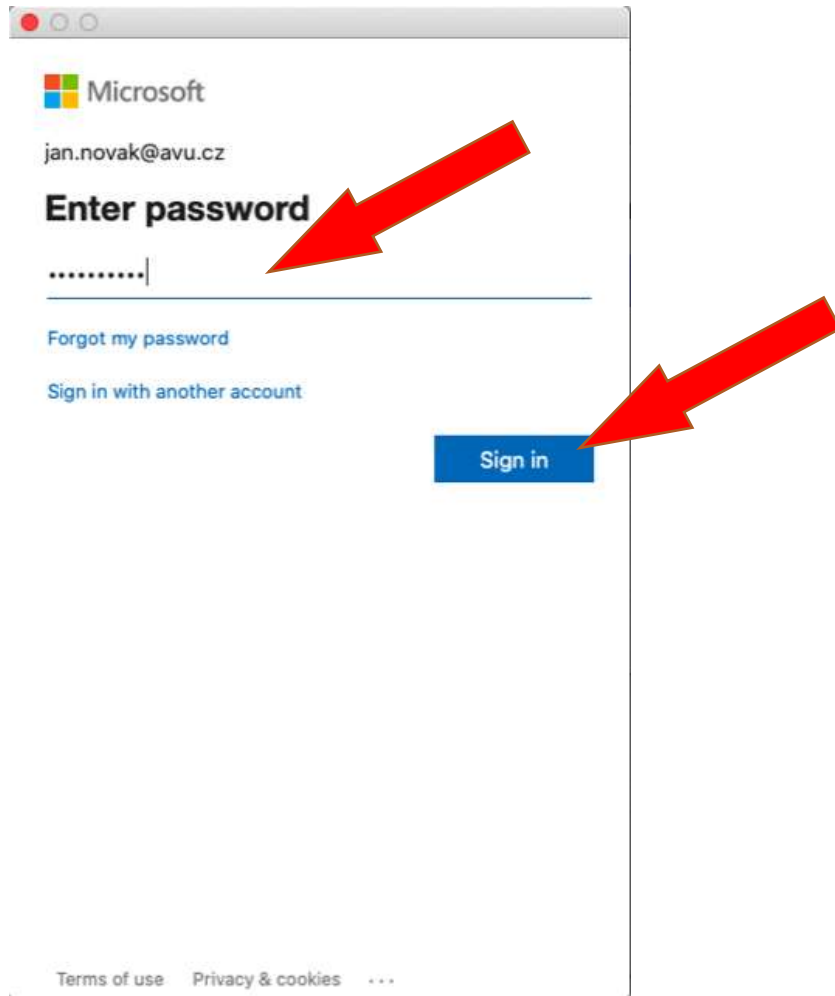 Microsoft
jan.novak@avu.cz
Enter password
••••••••••
Forgot my password
Sign in with another account
Sign in
Terms of use Privacy & cookies ...